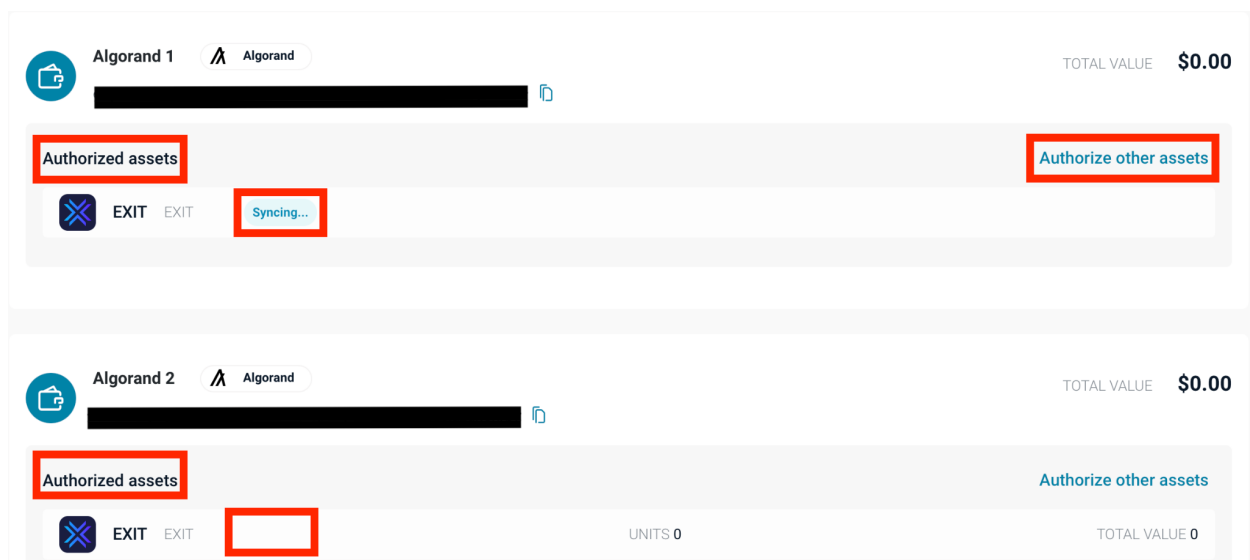 Algorand 1 Algorand TOTAL VALUE $0.00
Authorized assets Authorize other assets
EXIT EXIT Syncing...
Algorand 2 Algorand TOTAL VALUE $0.00
Authorized assets Authorize other assets
EXIT EXIT UNITS 0 TOTAL VALUE 0